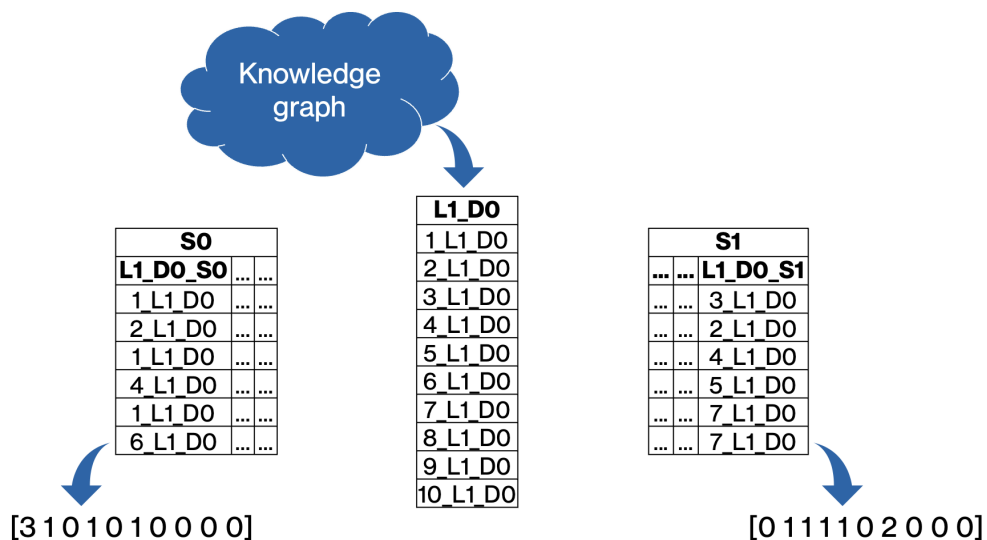 Knowledge
graph
L1_D0
1_L1_D0
2_L1_D0
3_L1_D0
4_L1_D0
5_L1_D0
6_L1_D0
7_L1_D0
8_L1_D0
9_L1_D0
10_L1_D0
S0
L1_D0_S0 ... ...
1_L1_D0 ... ...
2_L1_D0 ... ...
1_L1_D0 ... ...
4_L1_D0 ... ...
1_L1_D0 ... ...
6_L1_D0 ... ...
[3 1 0 1 0 1 0 0 0 0]
S1
... ... L1_D0_S1
... ... 3_L1_D0
... ... 2_L1_D0
... ... 4_L1_D0
... ... 5_L1_D0
... ... 7_L1_D0
... ... 7_L1_D0
[0 1 1 1 1 0 2 0 0 0]